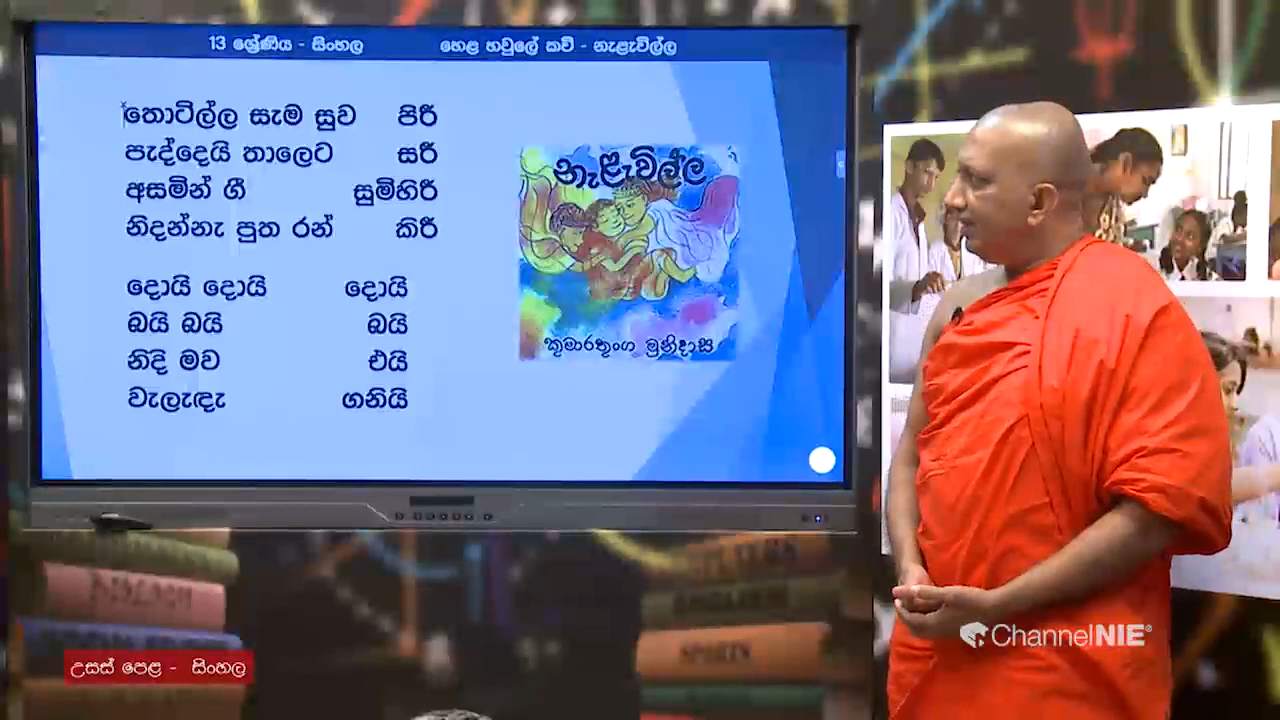 13 ශ්‍රේණිය - සිංහල හෙළ හවුලේ කවි - නැළැවිල්ල
තොටිල්ල සැම සුව පිරී
පැද්දෙයි තාලෙට සරී
අසමින් ගී සුමිහිරී
නිදන්නැ පුත රන් කිරී
දොයි දොයි දොයි
බයි බයි බයි
නිදි මව එයි
වැලැඳැ ගනියි
නැළැවිල්ල
කුමාරතුංග මුනිදාස
උසස් පෙළ - සිංහල
ChannelNIE